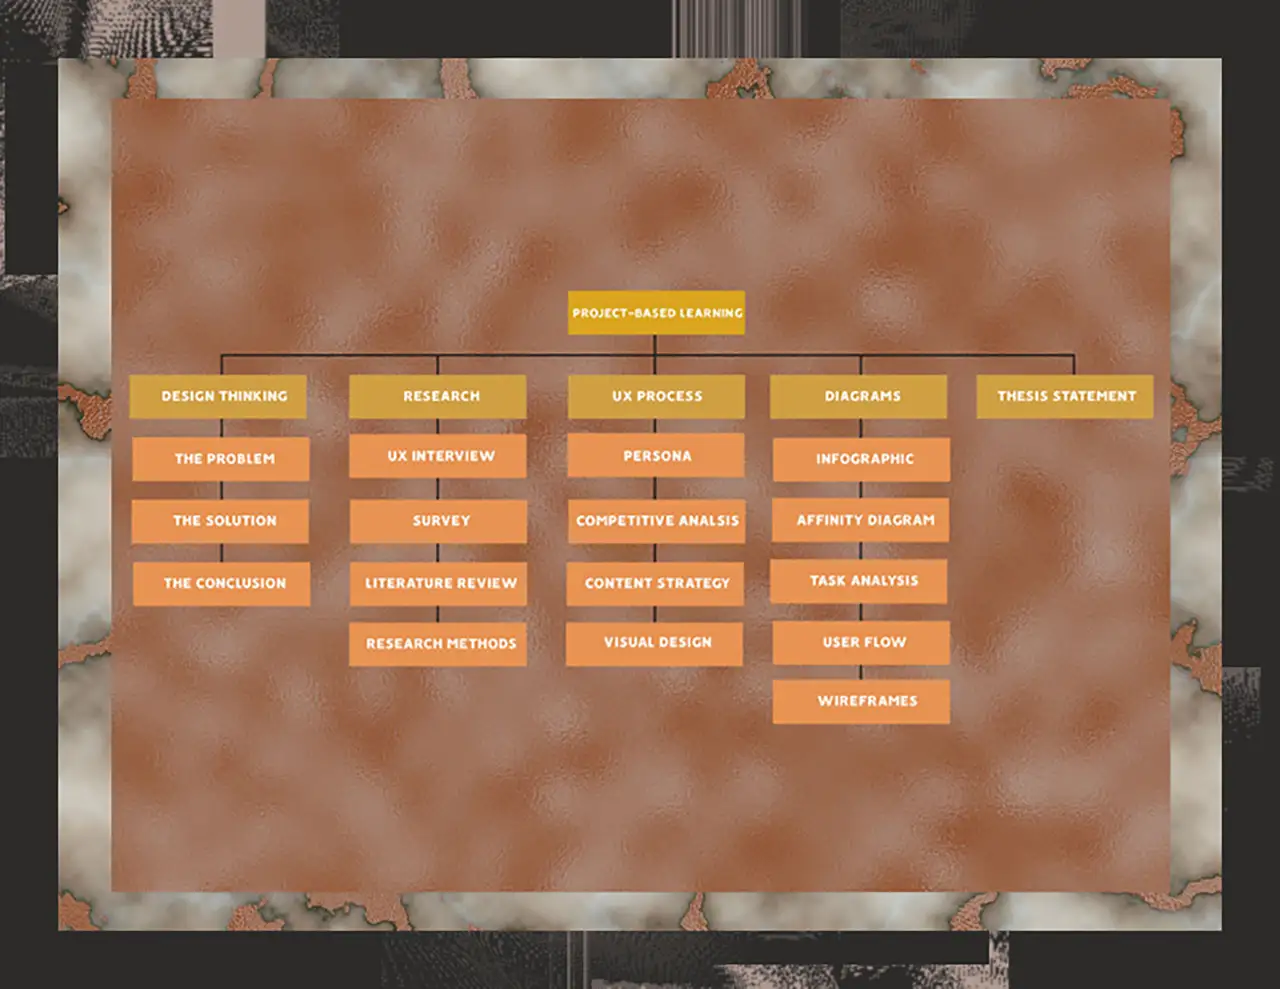 PROJECT-BASED LEARNING
DESIGN THINKING
THE PROBLEM
THE SOLUTION
THE CONCLUSION
RESEARCH
UX INTERVIEW
SURVEY
LITERATURE REVIEW
RESEARCH METHODS
UX PROCESS
PERSONA
COMPETITIVE ANALSIS
CONTENT STRATEGY
VISUAL DESIGN
DIAGRAMS
INFOGRAPHIC
AFFINITY DIAGRAM
TASK ANALYSIS
USER FLOW
WIREFRAMES
THESIS STATEMENT